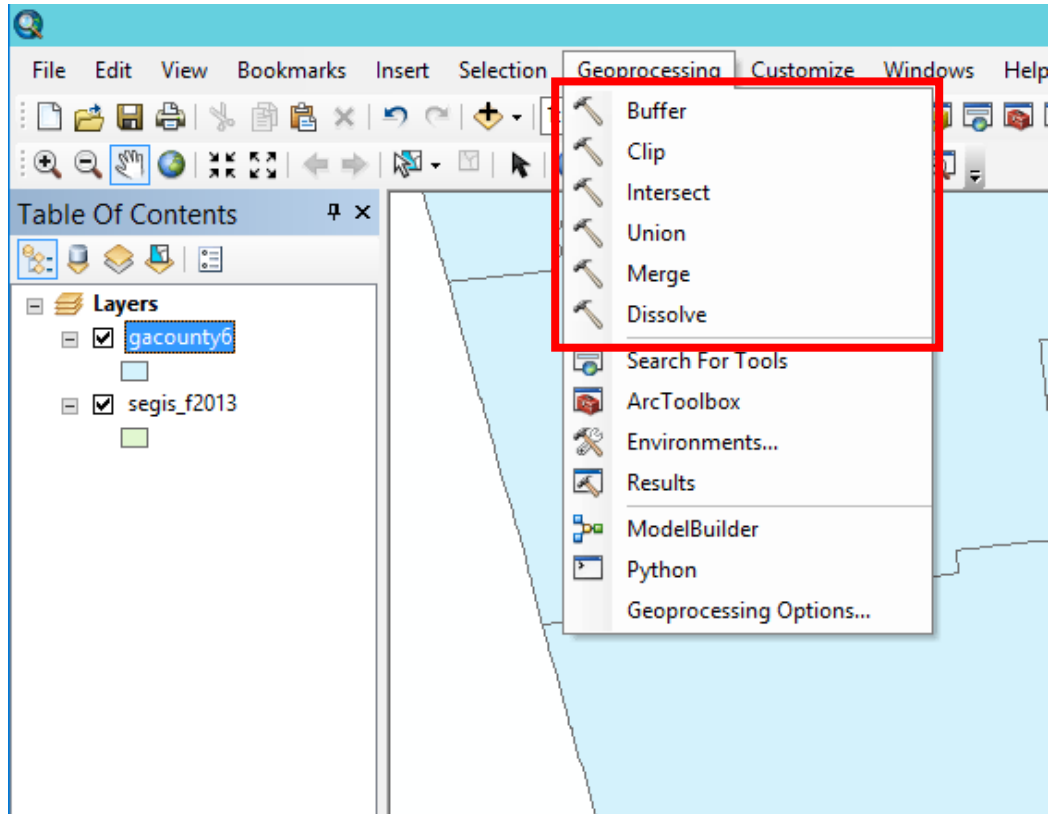 File Edit View Bookmarks Insert Selection Geoprocessing Customize Windows Help
Table Of Contents
Layers
gacounty6
segis_f2013
Buffer
Clip
Intersect
Union
Merge
Dissolve
Search For Tools
ArcToolbox
Environments...
Results
ModelBuilder
Python
Geoprocessing Options...